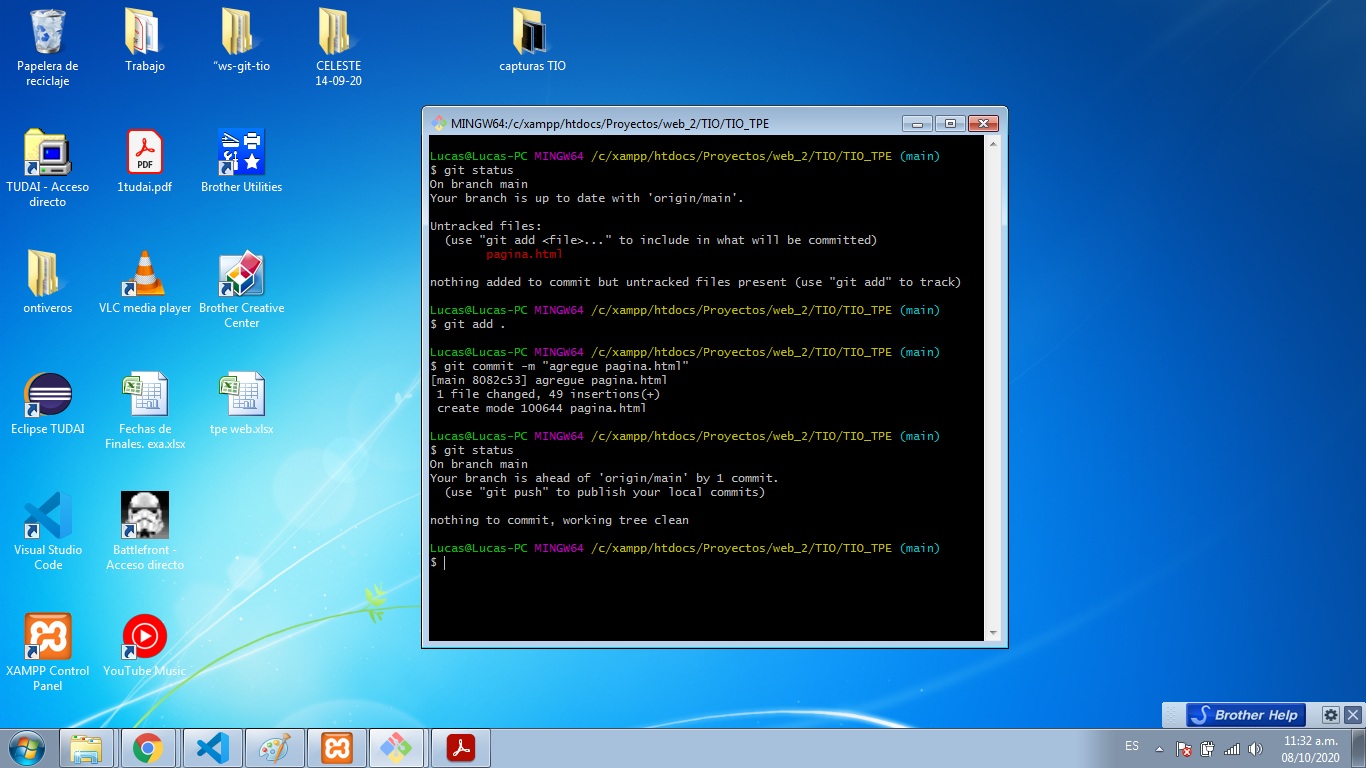 Papelera de
reciclaje
Trabajo
"ws-git-tio
CELESTE
14-09-20
capturas TIO
TUDAI - Acceso
directo
PDF
1tudai.pdf
Brother Utilities
ontiveros
VLC media player
Brother Creative
Center
Eclipse TUDAI
Fechas de
Finales. exa.xlsx
tpe web.xlsx
Visual Studio
Code
Battlefront -
Acceso directo
XAMPP Control
Panel
YouTube Music
MINGW64:/c/xampp/htdocs/Proyectos/web_2/TIO/TIO_TPE
Lucas@Lucas-PC MINGW64 /c/xampp/htdocs/Proyectos/web_2/TIO/TIO_TPE (main)
$ git status
On branch main
Your branch is up to date with 'origin/main'.
Untracked files:
(use "git add <file>..." to include in what will be committed)
pagina.html
nothing added to commit but untracked files present (use "git add" to track)
Lucas@Lucas-PC MINGW64 /c/xampp/htdocs/Proyectos/web_2/TIO/TIO_TPE (main)
$ git add .
Lucas@Lucas-PC MINGW64 /c/xampp/htdocs/Proyectos/web_2/TIO/TIO_TPE (main)
$ git commit -m "agregue pagina.html"
[main 8082c53] agregue pagina.html
1 file changed, 49 insertions(+)
create mode 100644 pagina.html
Lucas@Lucas-PC MINGW64 /c/xampp/htdocs/Proyectos/web_2/TIO/TIO_TPE (main)
$ git status
On branch main
Your branch is ahead of 'origin/main' by 1 commit.
(use "git push" to publish your local commits)
nothing to commit, working tree clean
Lucas@Lucas-PC MINGW64 /c/xampp/htdocs/Proyectos/web_2/TIO/TIO_TPE (main)
$
Brother Help
ES
11:32 a.m.
08/10/2020